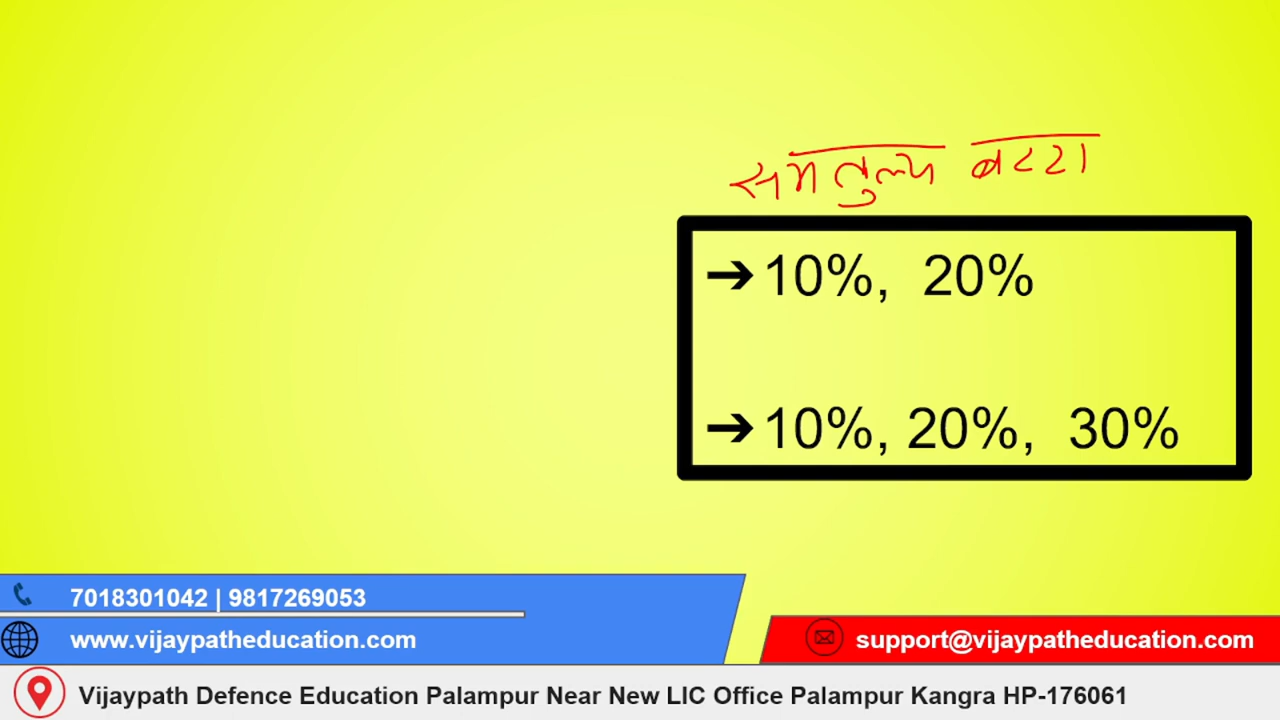 समतुल्य बट्टा
➔10%, 20%
➔10%, 20%, 30%
7018301042 | 9817269053
www.vijaypatheducation.com
support@vijaypatheducation.com
Vijaypath Defence Education Palampur Near New LIC Office Palampur Kangra HP-176061